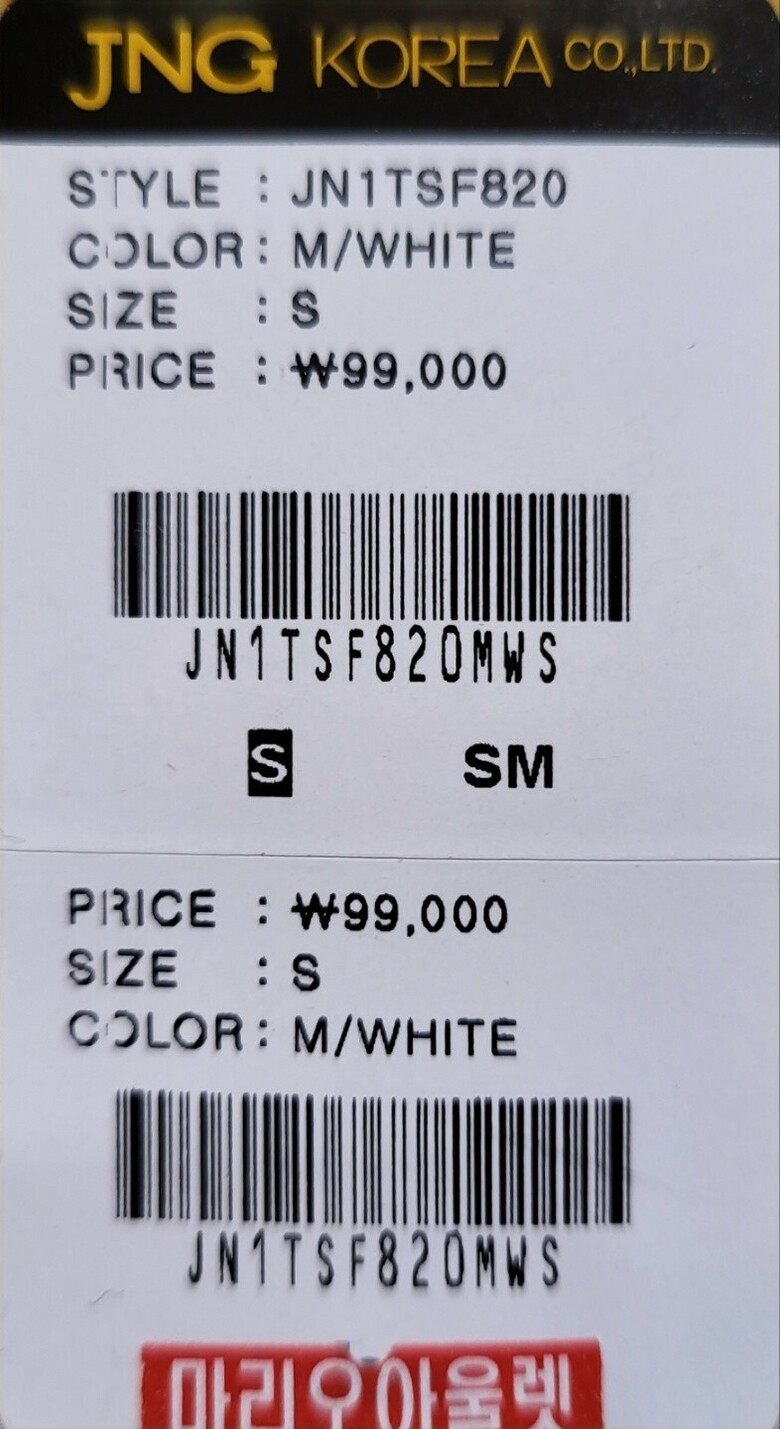 JNG KOREA CO.,LTD.
STYLE : JN1TSF820
COLOR : M/WHITE
SIZE : S
PRICE : ₩99,000
JN1TSF820MWS
S SM
PRICE : ₩99,000
SIZE : S
COLOR : M/WHITE
JN1TSF820MWS
마리오아울렛